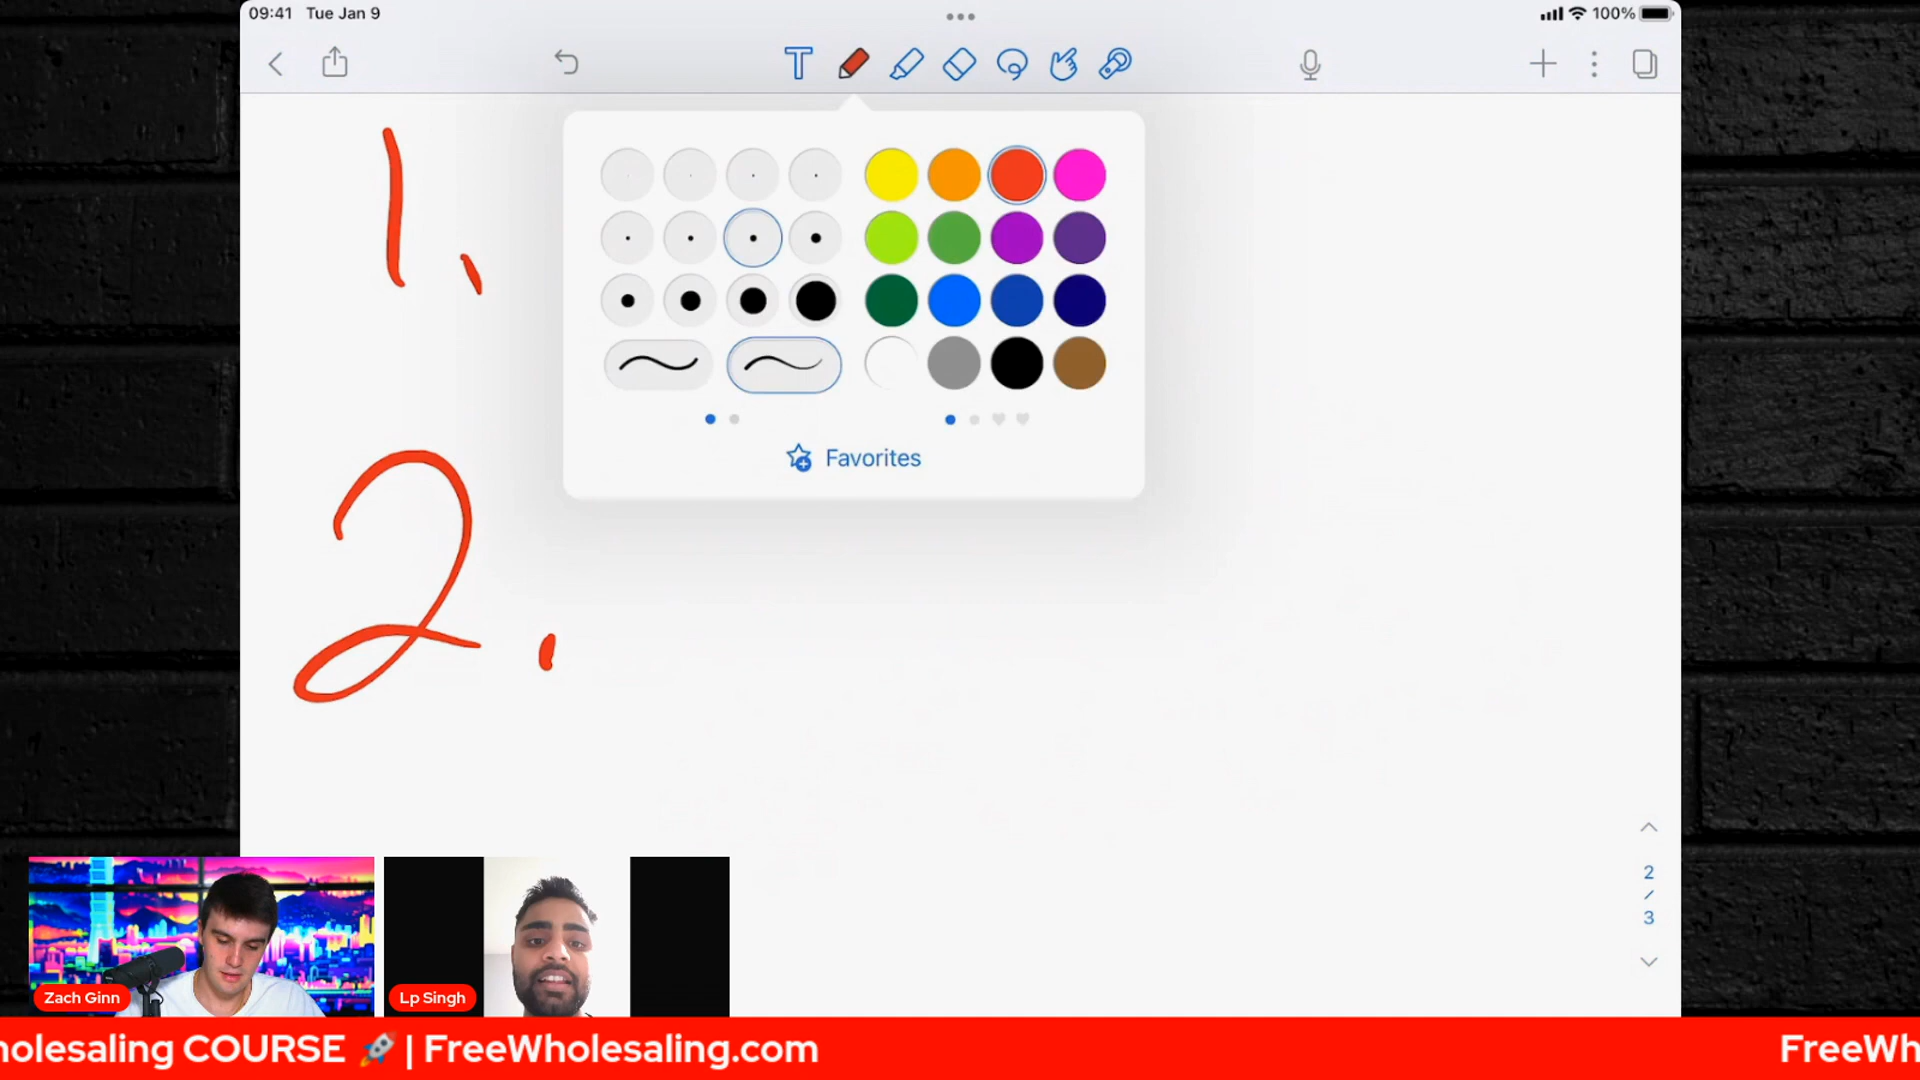 09:41 Tue Jan 9
100%
T
1.
Favorites
2.
2
/
3
Zach Ginn
Lp Singh
holesaling COURSE 🚀 | FreeWholesaling.com
FreeWh